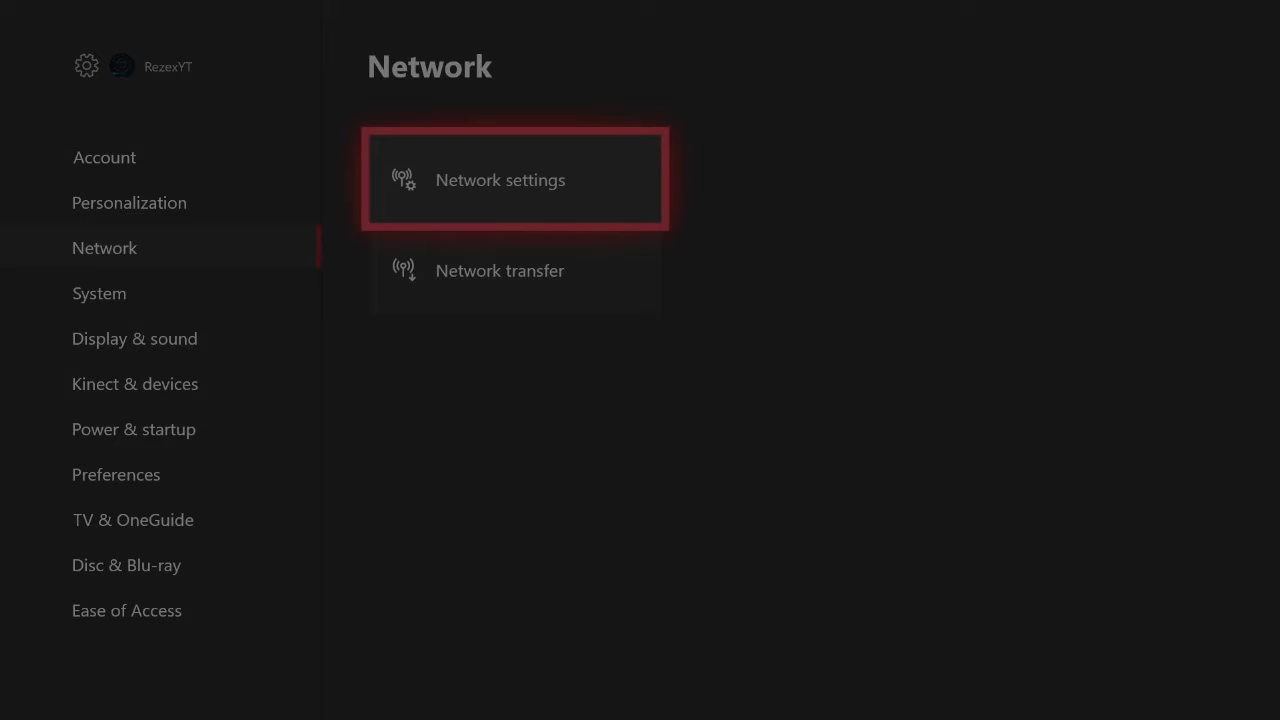 RezexYT
Account
Personalization
Network
System
Display & sound
Kinect & devices
Power & startup
Preferences
TV & OneGuide
Disc & Blu-ray
Ease of Access
Network
Network settings
Network transfer